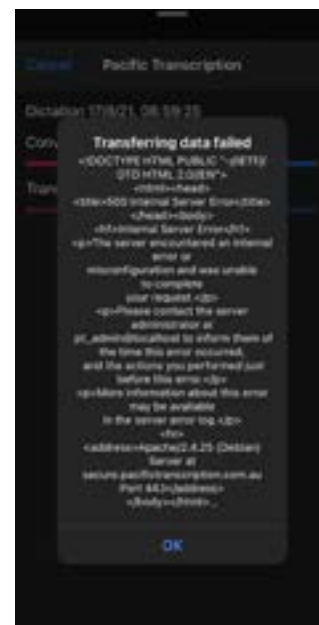 Cancel
Pacific Transcription
Dictation 17/8/21, 08:59:25
Transferring data failed
<!DOCTYPE HTML PUBLIC "-//IETF//
DTD HTML 2.0//EN">
<html><head>
<title>500 Internal Server Error</title>
</head><body>
<h1>Internal Server Error</h1>
<p>The server encountered an internal
error or
misconfiguration and was unable
to complete
your request.</p>
<p>Please contact the server
administrator at
pt_admin@localhost to inform them of
the time this error occurred,
and the actions you performed just
before this error.</p>
<p>More information about this error
may be available
in the server error log.</p>
<hr>
<address>Apache/2.4.25 (Debian)
Server at
secure.pacifictranscription.com.au
Port 443</address>
</body></html>...
OK